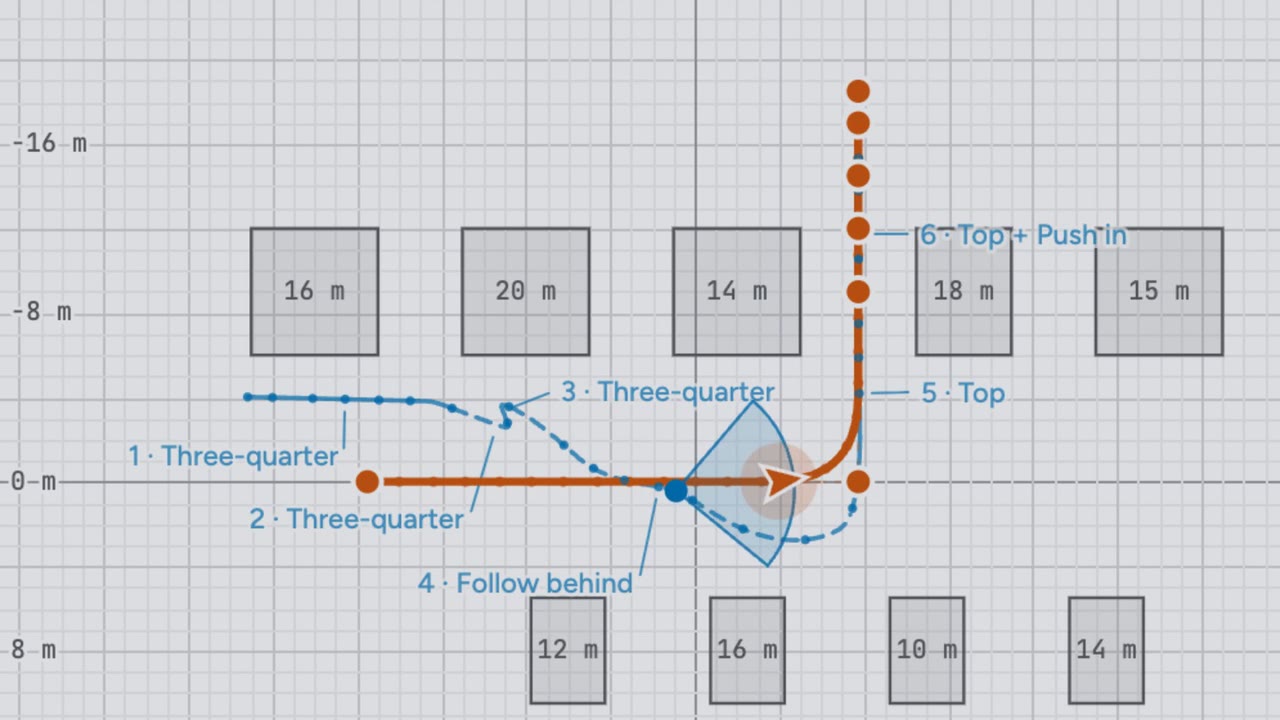 -16 m
6 · Top + Push in
16 m
20 m
14 m
18 m
15 m
-8 m
3 · Three-quarter
5 · Top
1 · Three-quarter
0 m
2 · Three-quarter
4 · Follow behind
8 m
12 m
16 m
10 m
14 m